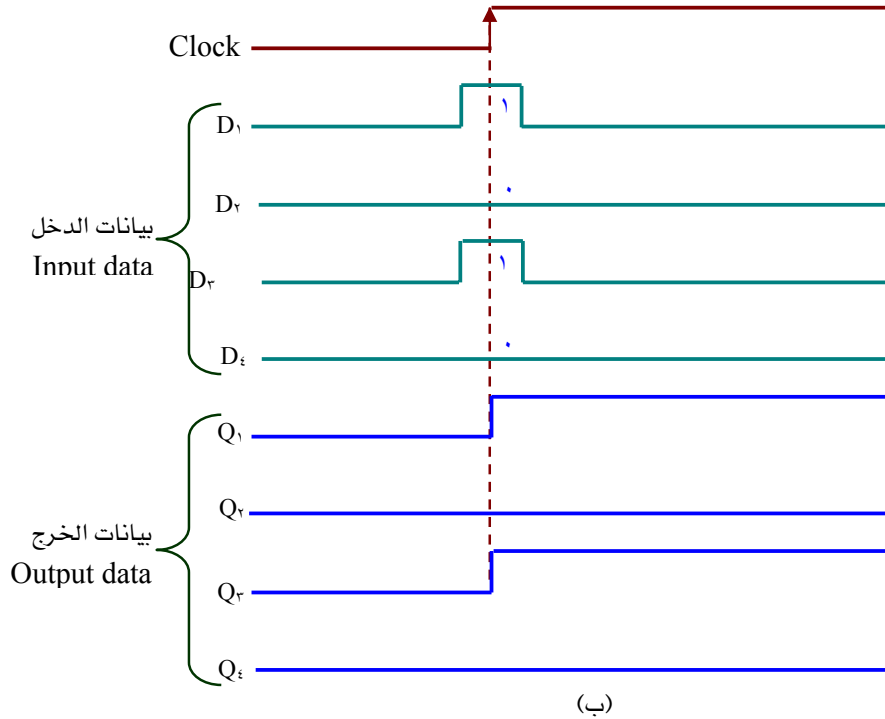 Clock
D١
١
D٢
٠
بيانات الدخل
Input data
D٣
١
D٤
٠
Q١
Q٢
بيانات الخرج
Output data
Q٣
Q٤
(ب)